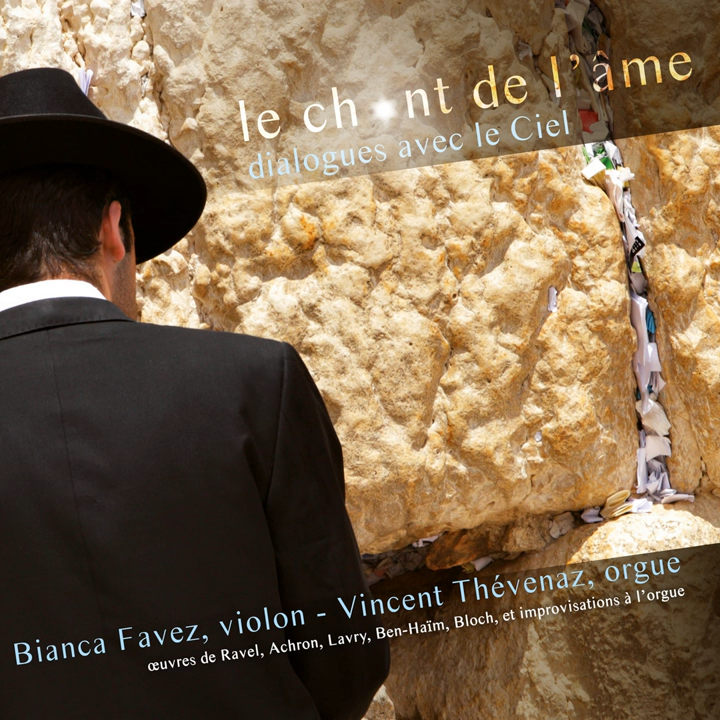 le chant de l'âme
dialogues avec le Ciel
Bianca Favez, violon - Vincent Thévenaz, orgue
œuvres de Ravel, Achron, Lavry, Ben-Haïm, Bloch, et improvisations à l'orgue